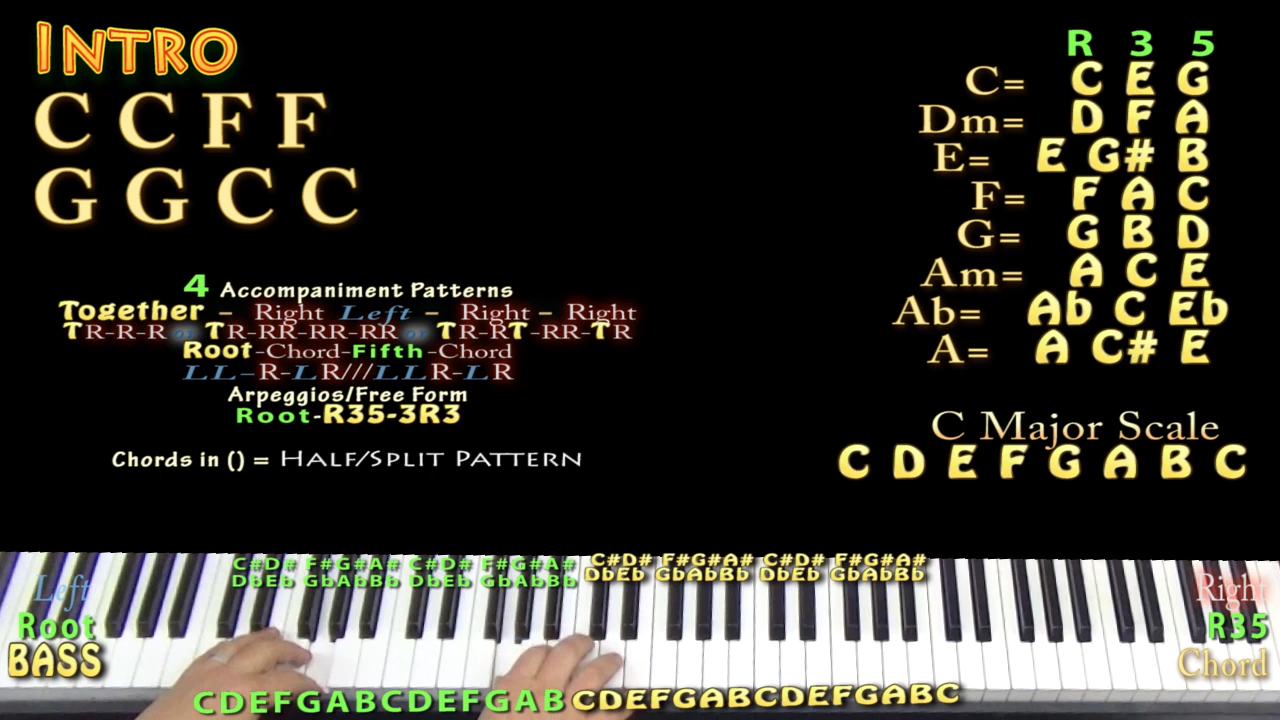 INTRO
C C F F
G G C C
R 3 5
C= C E G
Dm= D F A
E= E G# B
F= F A C
G= G B D
Am= A C E
Ab= Ab C Eb
A= A C# E
4 Accompaniment Patterns
Together – Right Left – Right – Right
TR-R-R or TR-RR-RR-RR or TR-RT-RR-TR
Root-Chord-Fifth-Chord
LL-R-LR///LLR-LR
Arpeggios/Free Form
Root-R35-3R3
Chords in () = HALF/SPLIT PATTERN
C Major Scale
C D E F G A B C
C#D# F#G#A# C#D# F#G#A# C#D# F#G#A# C#D# F#G#A#
DbEb GbAbBb DbEb GbAbBb DbEb GbAbBb DbEb GbAbBb
Left
Root
BASS
Right
R35
Chord
CDEFGABCDEFGAB CDEFGABCDEFGABC